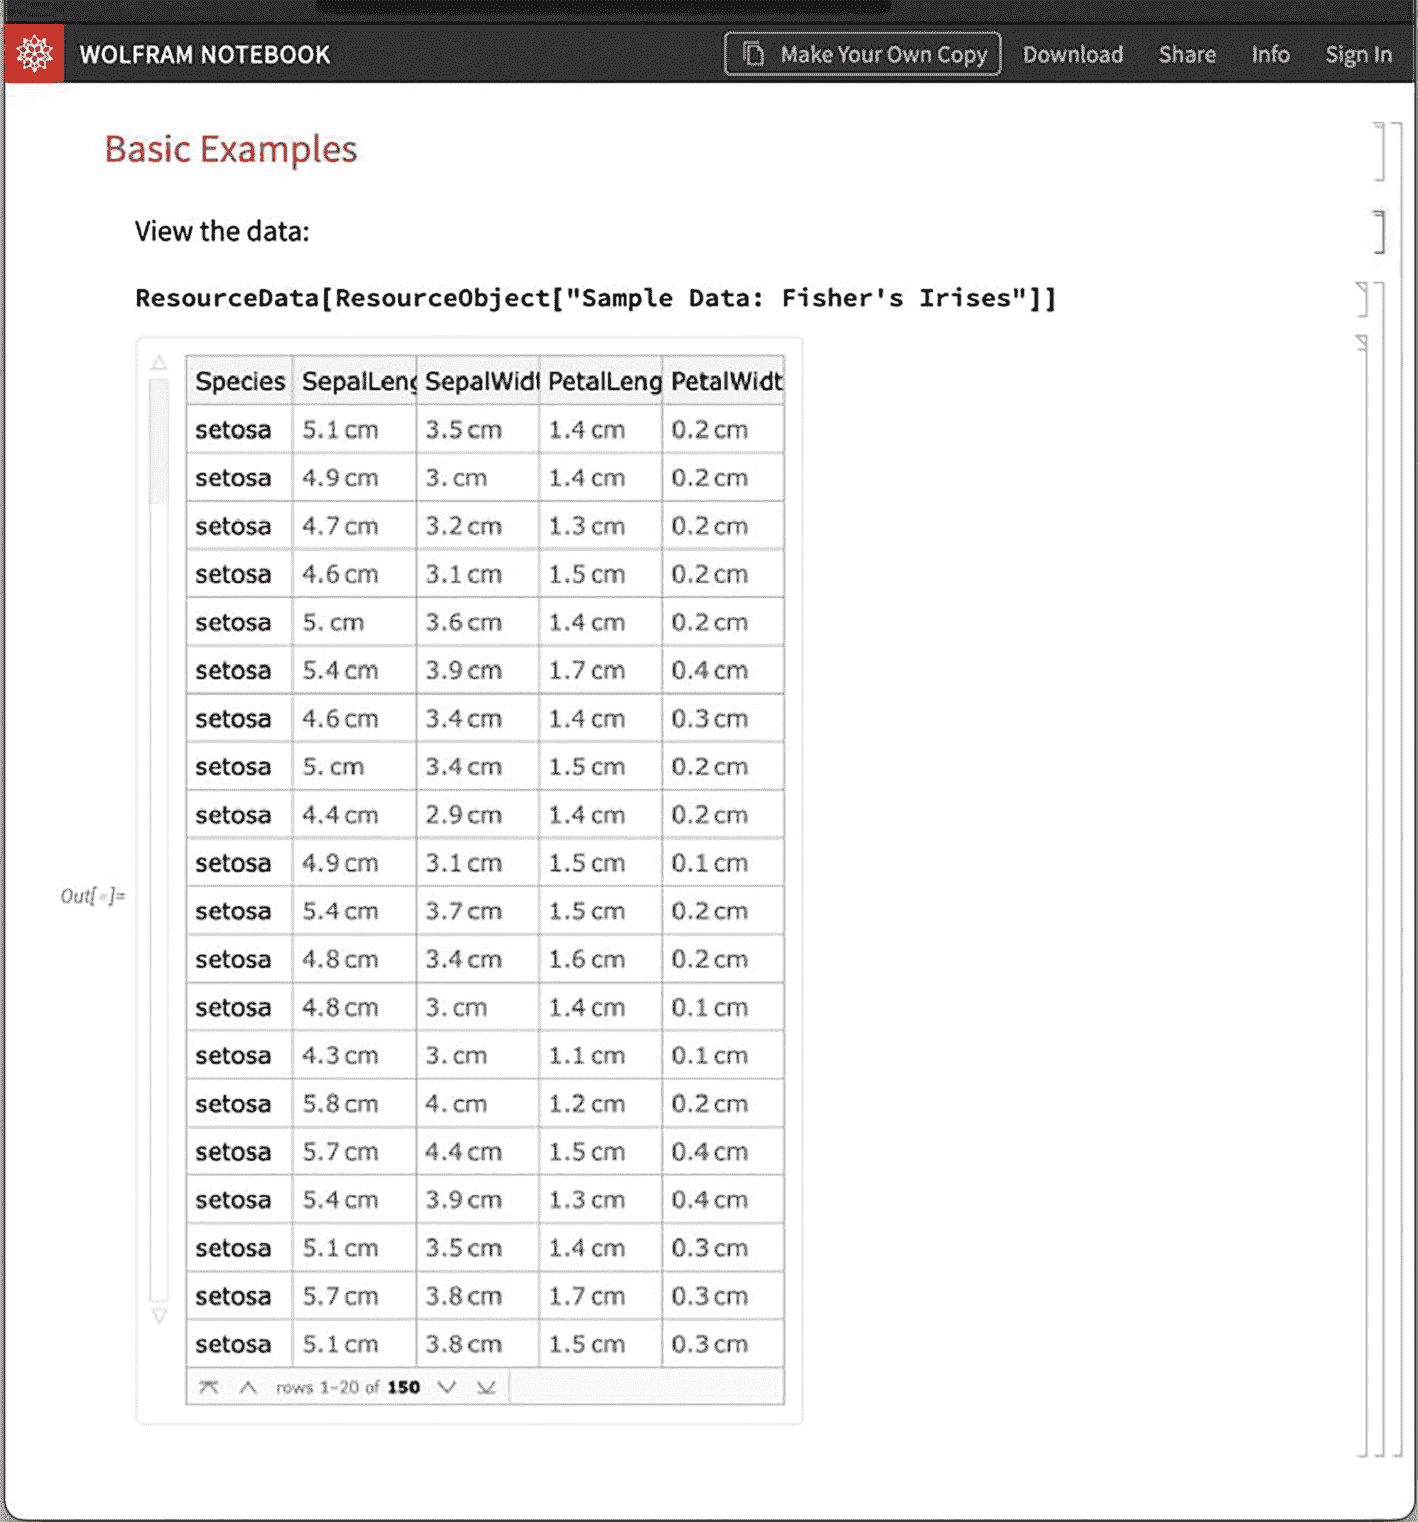 WOLFRAM NOTEBOOK Make Your Own Copy Download Share Info Sign In
Basic Examples
View the data:
ResourceData[ResourceObject["Sample Data: Fisher's Irises"]]
Species SepalLeng SepalWidt PetalLeng PetalWidt
setosa 5.1 cm 3.5 cm 1.4 cm 0.2 cm
setosa 4.9 cm 3. cm 1.4 cm 0.2 cm
setosa 4.7 cm 3.2 cm 1.3 cm 0.2 cm
setosa 4.6 cm 3.1 cm 1.5 cm 0.2 cm
setosa 5. cm 3.6 cm 1.4 cm 0.2 cm
setosa 5.4 cm 3.9 cm 1.7 cm 0.4 cm
setosa 4.6 cm 3.4 cm 1.4 cm 0.3 cm
setosa 5. cm 3.4 cm 1.5 cm 0.2 cm
setosa 4.4 cm 2.9 cm 1.4 cm 0.2 cm
setosa 4.9 cm 3.1 cm 1.5 cm 0.1 cm
Out[ ]=
setosa 5.4 cm 3.7 cm 1.5 cm 0.2 cm
setosa 4.8 cm 3.4 cm 1.6 cm 0.2 cm
setosa 4.8 cm 3. cm 1.4 cm 0.1 cm
setosa 4.3 cm 3. cm 1.1 cm 0.1 cm
setosa 5.8 cm 4. cm 1.2 cm 0.2 cm
setosa 5.7 cm 4.4 cm 1.5 cm 0.4 cm
setosa 5.4 cm 3.9 cm 1.3 cm 0.4 cm
setosa 5.1 cm 3.5 cm 1.4 cm 0.3 cm
setosa 5.7 cm 3.8 cm 1.7 cm 0.3 cm
setosa 5.1 cm 3.8 cm 1.5 cm 0.3 cm
rows 1-20 of 150